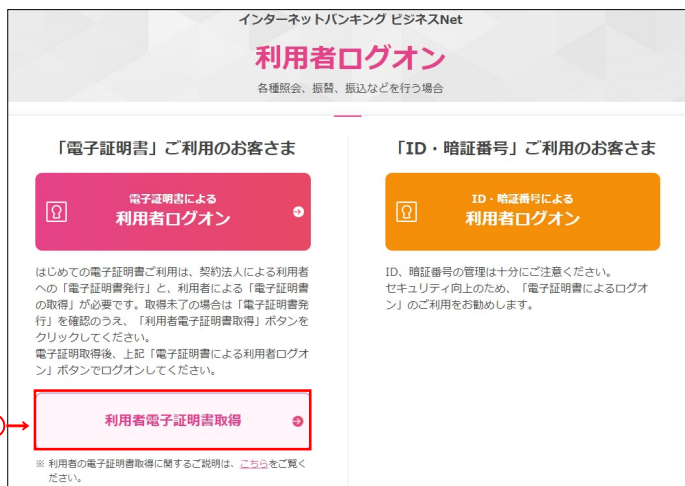 インターネットバンキング ビジネスNet
利用者ログオン
各種照会、振替、振込などを行う場合
「電子証明書」ご利用のお客さま
電子証明書による
利用者ログオン
はじめての電子証明書ご利用は、契約法人による利用者
への「電子証明書発行」と、利用者による「電子証明書
の取得」が必要です。取得未了の場合は「電子証明書発
行」を確認のうえ、「利用者電子証明書取得」ボタンを
クリックしてください。
電子証明取得後、上記「電子証明書による利用者ログオ
ン」ボタンでログオンしてください。
利用者電子証明書取得
※ 利用者の電子証明書取得に関するご説明は、こちらをご覧く
ださい。
「ID・暗証番号」ご利用のお客さま
ID・暗証番号による
利用者ログオン
ID、暗証番号の管理は十分にご注意ください。
セキュリティ向上のため、「電子証明書によるログオ
ン」のご利用をお勧めします。